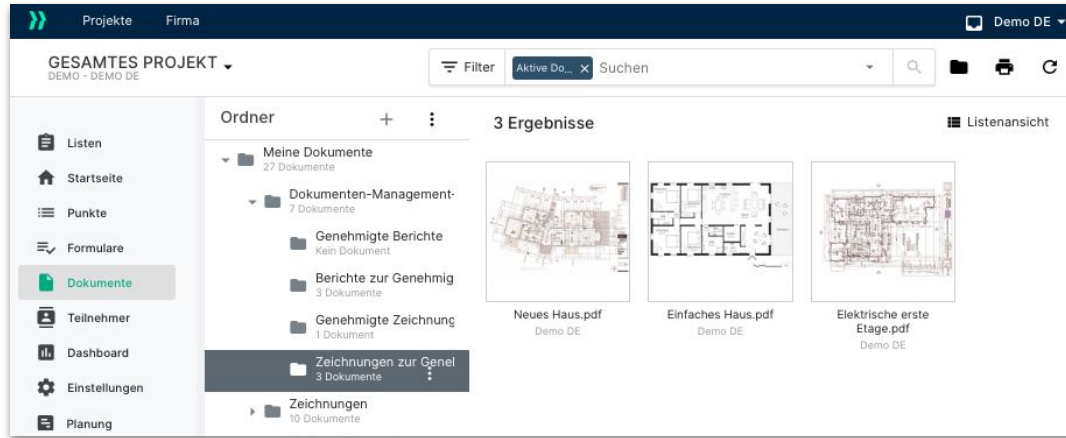 Projekte Firma Demo DE
GESAMTES PROJEKT
DEMO - DEMO DE
Filter Aktive Do... x Suchen
Listen
Startseite
Punkte
Formulare
Dokumente
Teilnehmer
Dashboard
Einstellungen
Planung
Ordner
Meine Dokumente
27 Dokumente
Dokumenten-Management-
7 Dokumente
Genehmigte Berichte
Kein Dokument
Berichte zur Genehmig
3 Dokumente
Genehmigte Zeichnung
1 Dokument
Zeichnungen zur Genel
3 Dokumente
Zeichnungen
10 Dokumente
3 Ergebnisse
Listenansicht
Neues Haus.pdf
Demo DE
Einfaches Haus.pdf
Demo DE
Elektrische erste
Etage.pdf
Demo DE